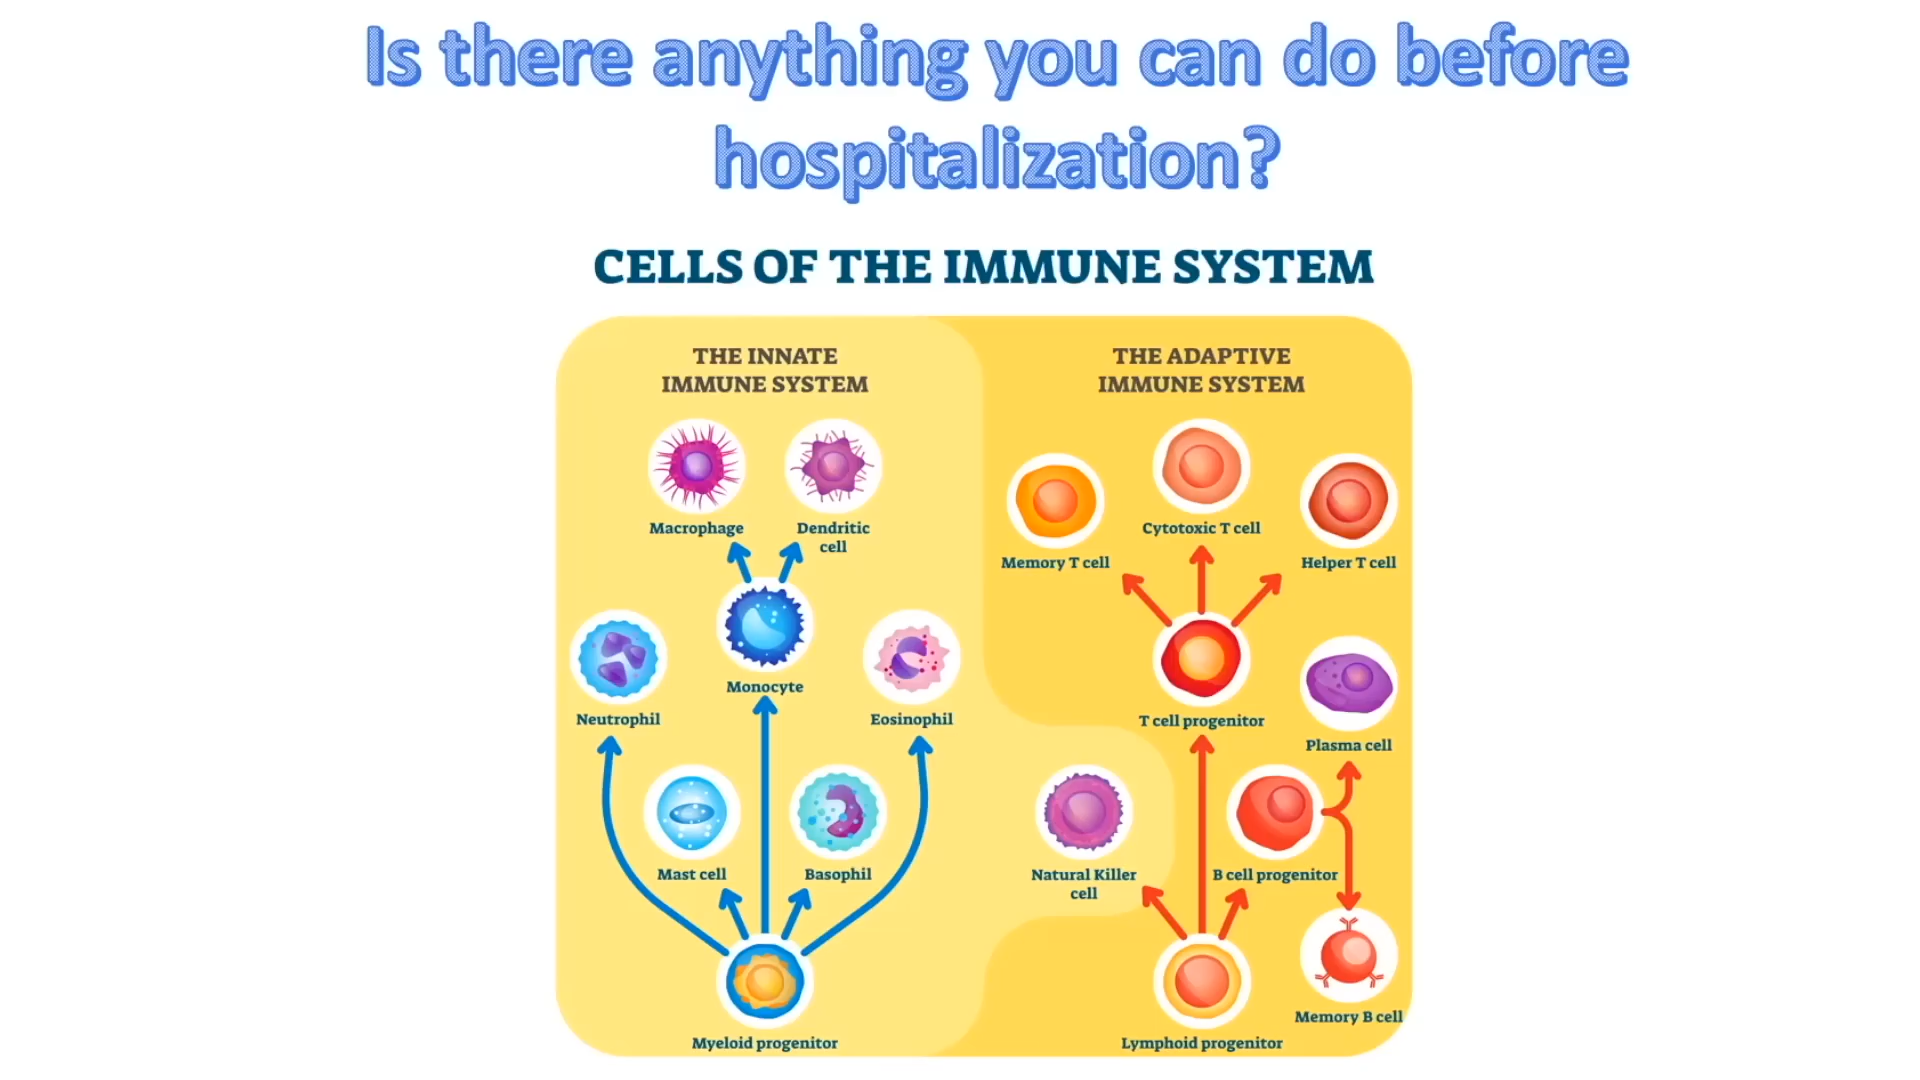 Is there anything you can do before
hospitalization?
CELLS OF THE IMMUNE SYSTEM
THE INNATE
IMMUNE SYSTEM
Macrophage
Dendritic
cell
Neutrophil
Monocyte
Eosinophil
Mast cell
Basophil
Myeloid progenitor
THE ADAPTIVE
IMMUNE SYSTEM
Memory T cell
Cytotoxic T cell
Helper T cell
T cell progenitor
Plasma cell
Natural Killer
cell
B cell progenitor
Memory B cell
Lymphoid progenitor